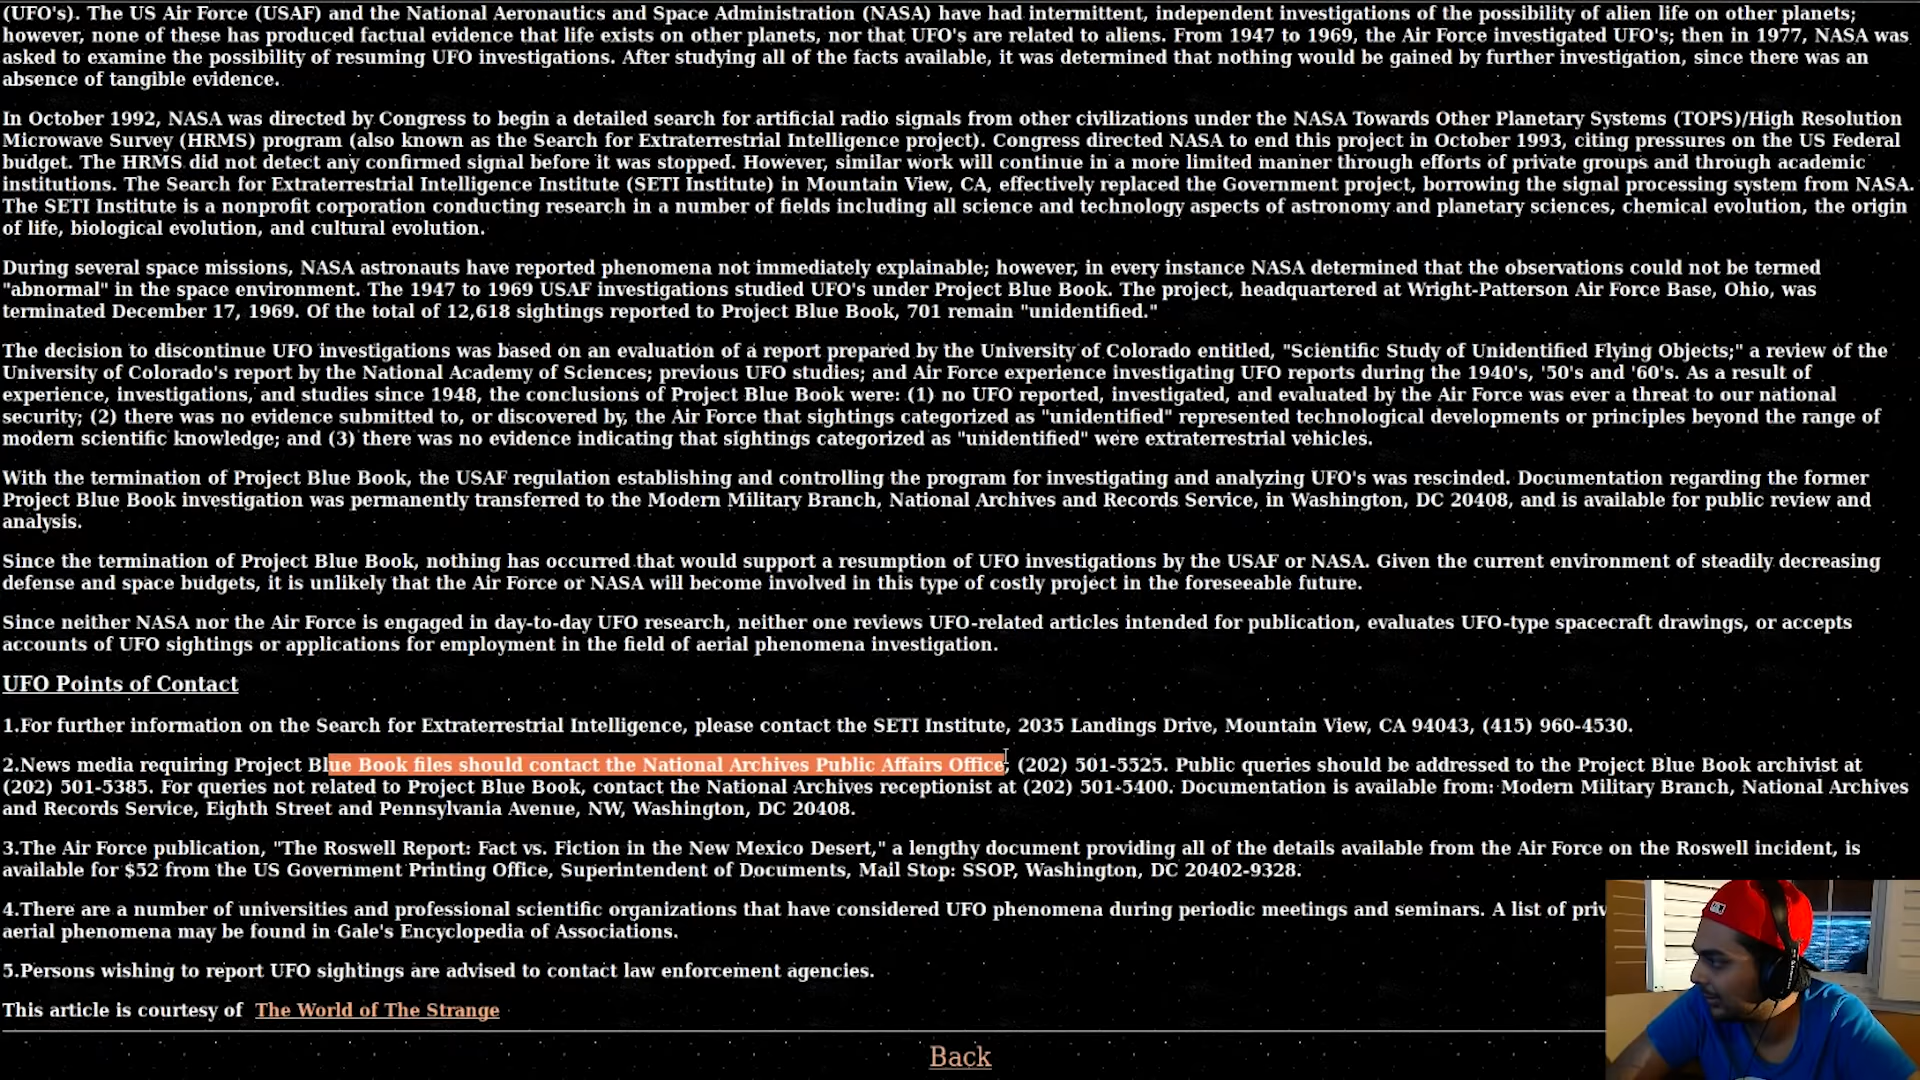 (UFO's). The US Air Force (USAF) and the National Aeronautics and Space Administration (NASA) have had intermittent, independent investigations of the possibility of alien life on other planets;
however, none of these has produced factual evidence that life exists on other planets, nor that UFO's are related to aliens. From 1947 to 1969, the Air Force investigated UFO's; then in 1977, NASA was
asked to examine the possibility of resuming UFO investigations. After studying all of the facts available, it was determined that nothing would be gained by further investigation, since there was an
absence of tangible evidence.
In October 1992, NASA was directed by Congress to begin a detailed search for artificial radio signals from other civilizations under the NASA Towards Other Planetary Systems (TOPS)/High Resolution
Microwave Survey (HRMS) program (also known as the Search for Extraterrestrial Intelligence project). Congress directed NASA to end this project in October 1993, citing pressures on the US Federal
budget. The HRMS did not detect any confirmed signal before it was stopped. However, similar work will continue in a more limited manner through efforts of private groups and through academic
institutions. The Search for Extraterrestrial Intelligence Institute (SETI Institute) in Mountain View, CA, effectively replaced the Government project, borrowing the signal processing system from NASA.
The SETI Institute is a nonprofit corporation conducting research in a number of fields including all science and technology aspects of astronomy and planetary sciences, chemical evolution, the origin
of life, biological evolution, and cultural evolution.
During several space missions, NASA astronauts have reported phenomena not immediately explainable; however, in every instance NASA determined that the observations could not be termed
"abnormal" in the space environment. The 1947 to 1969 USAF investigations studied UFO's under Project Blue Book. The project, headquartered at Wright-Patterson Air Force Base, Ohio, was
terminated December 17, 1969. Of the total of 12,618 sightings reported to Project Blue Book, 701 remain "unidentified."
The decision to discontinue UFO investigations was based on an evaluation of a report prepared by the University of Colorado entitled, "Scientific Study of Unidentified Flying Objects;" a review of the
University of Colorado's report by the National Academy of Sciences; previous UFO studies; and Air Force experience investigating UFO reports during the 1940's, '50's and '60's. As a result of
experience, investigations, and studies since 1948, the conclusions of Project Blue Book were: (1) no UFO reported, investigated, and evaluated by the Air Force was ever a threat to our national
security; (2) there was no evidence submitted to, or discovered by, the Air Force that sightings categorized as "unidentified" represented technological developments or principles beyond the range of
modern scientific knowledge; and (3) there was no evidence indicating that sightings categorized as "unidentified" were extraterrestrial vehicles.
With the termination of Project Blue Book, the USAF regulation establishing and controlling the program for investigating and analyzing UFO's was rescinded. Documentation regarding the former
Project Blue Book investigation was permanently transferred to the Modern Military Branch, National Archives and Records Service, in Washington, DC 20408, and is available for public review and
analysis.
Since the termination of Project Blue Book, nothing has occurred that would support a resumption of UFO investigations by the USAF or NASA. Given the current environment of steadily decreasing
defense and space budgets, it is unlikely that the Air Force or NASA will become involved in this type of costly project in the foreseeable future.
Since neither NASA nor the Air Force is engaged in day-to-day UFO research, neither one reviews UFO-related articles intended for publication, evaluates UFO-type spacecraft drawings, or accepts
accounts of UFO sightings or applications for employment in the field of aerial phenomena investigation.
UFO Points of Contact
1.For further information on the Search for Extraterrestrial Intelligence, please contact the SETI Institute, 2035 Landings Drive, Mountain View, CA 94043, (415) 960-4530.
2.News media requiring Project Blue Book files should contact the National Archives Public Affairs Office, (202) 501-5525. Public queries should be addressed to the Project Blue Book archivist at
(202) 501-5385. For queries not related to Project Blue Book, contact the National Archives receptionist at (202) 501-5400. Documentation is available from: Modern Military Branch, National Archives
and Records Service, Eighth Street and Pennsylvania Avenue, NW, Washington, DC 20408.
3.The Air Force publication, "The Roswell Report: Fact vs. Fiction in the New Mexico Desert," a lengthy document providing all of the details available from the Air Force on the Roswell incident, is
available for $52 from the US Government Printing Office, Superintendent of Documents, Mail Stop: SSOP, Washington, DC 20402-9328.
4.There are a number of universities and professional scientific organizations that have considered UFO phenomena during periodic meetings and seminars. A list of priv
aerial phenomena may be found in Gale's Encyclopedia of Associations.
5.Persons wishing to report UFO sightings are advised to contact law enforcement agencies.
This article is courtesy of The World of The Strange
Back